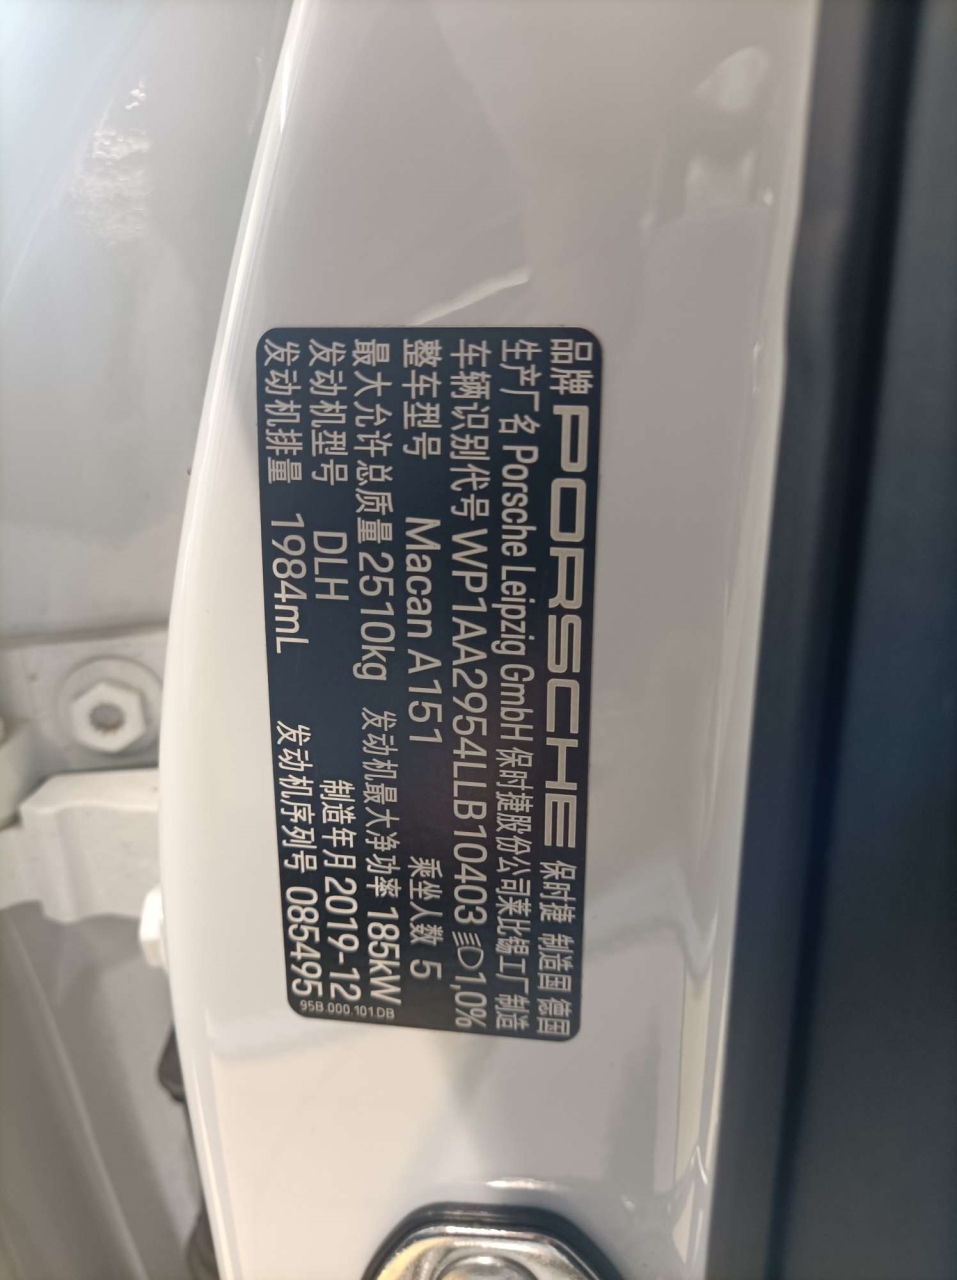 品牌 PORSCHE 保时捷 制造国 德国
生产厂名 Porsche Leipzig GmbH 保时捷股份公司莱比锡工厂制造
车辆识别代号 WP1AA2954LLB10403 1,0%
整车型号 Macan A151 乘坐人数 5
最大允许总质量 2510kg 发动机最大净功率 185kW
发动机型号 DLH 制造年月 2019-12
发动机排量 1984mL 发动机序列号 085495
95B.000.101.DB